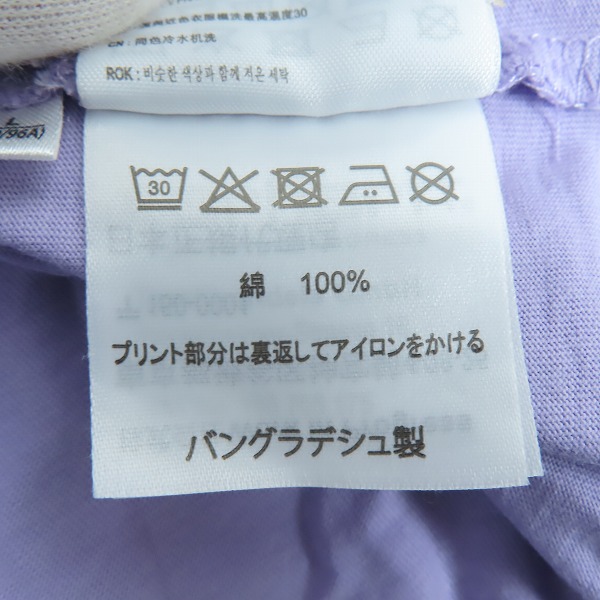 同色冷水机洗
ROK : 비슷한 색상과 함께 저온 세탁
30
綿 100%
プリント部分は裏返してアイロンをかける
バングラデシュ製